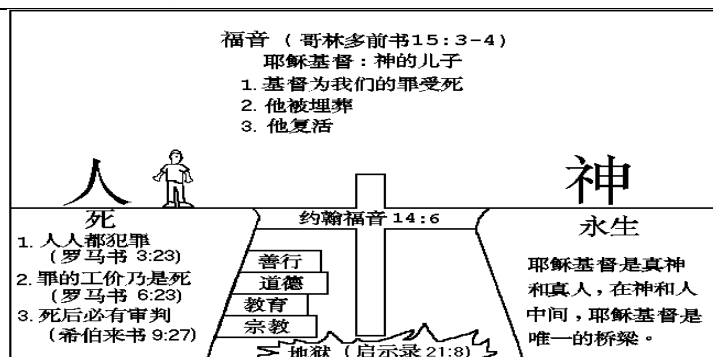 福音（哥林多前书15：3-4）
耶稣基督：神的儿子
1. 基督为我们的罪受死
2. 他被埋葬
3. 他复活
人
神
死
1. 人人都犯罪
（罗马书 3:23）
2. 罪的工价乃是死
（罗马书 6:23）
3. 死后必有审判
（希伯来书 9:27）
约翰福音 14:6
善行
道德
教育
宗教
地狱（启示录 21:8）
永生
耶稣基督是真神
和真人，在神和人
中间，耶稣基督是
唯一的桥梁。